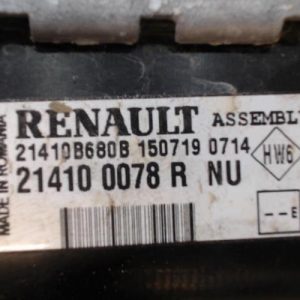 RENAULT ASSEMBLY
21410B680B 150719 0714
21410 0078 R NU
HW6
--E
MADE IN ROMANIA